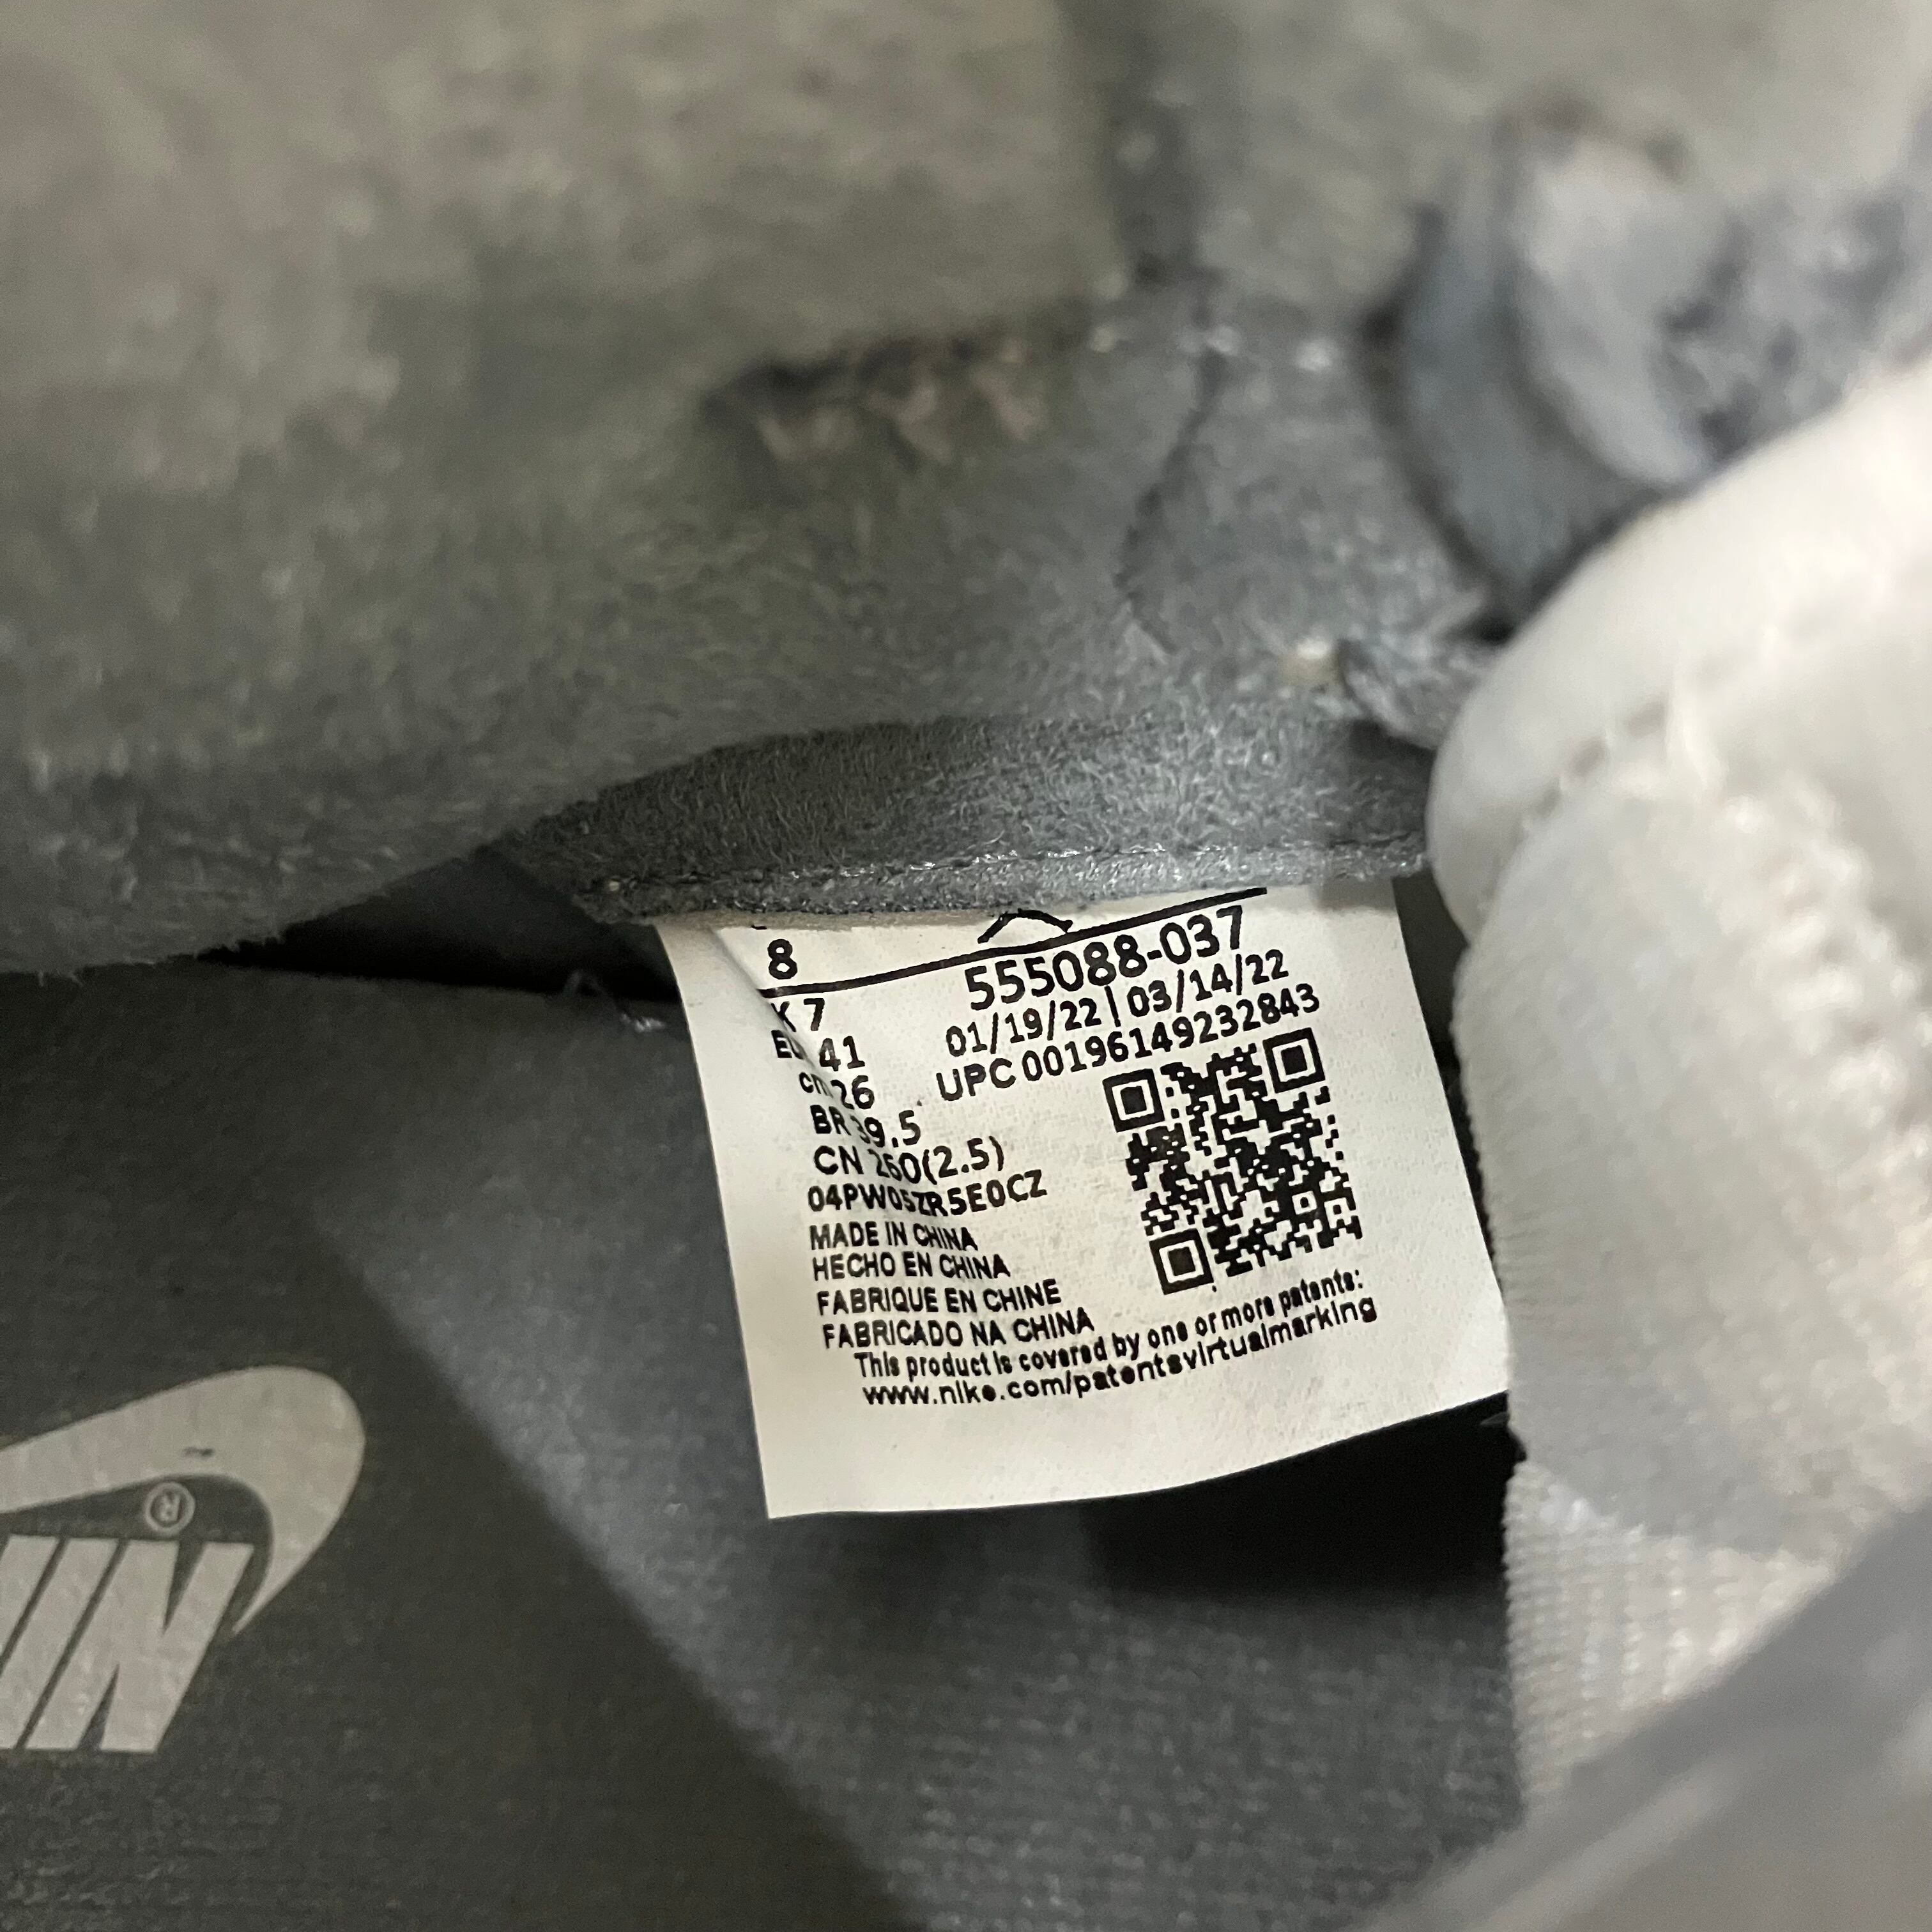 8
555088-037
K 7
01/19/22 | 03/14/22
EU 41
UPC 00196149232843
cm 26
BR 39.5
CN 260(2.5)
04PW05ZR5E0CZ
MADE IN CHINA
HECHO EN CHINA
FABRIQUE EN CHINE
FABRICADO NA CHINA
This product is covered by one or more patents:
www.nike.com/patentsvirtualmarking
®